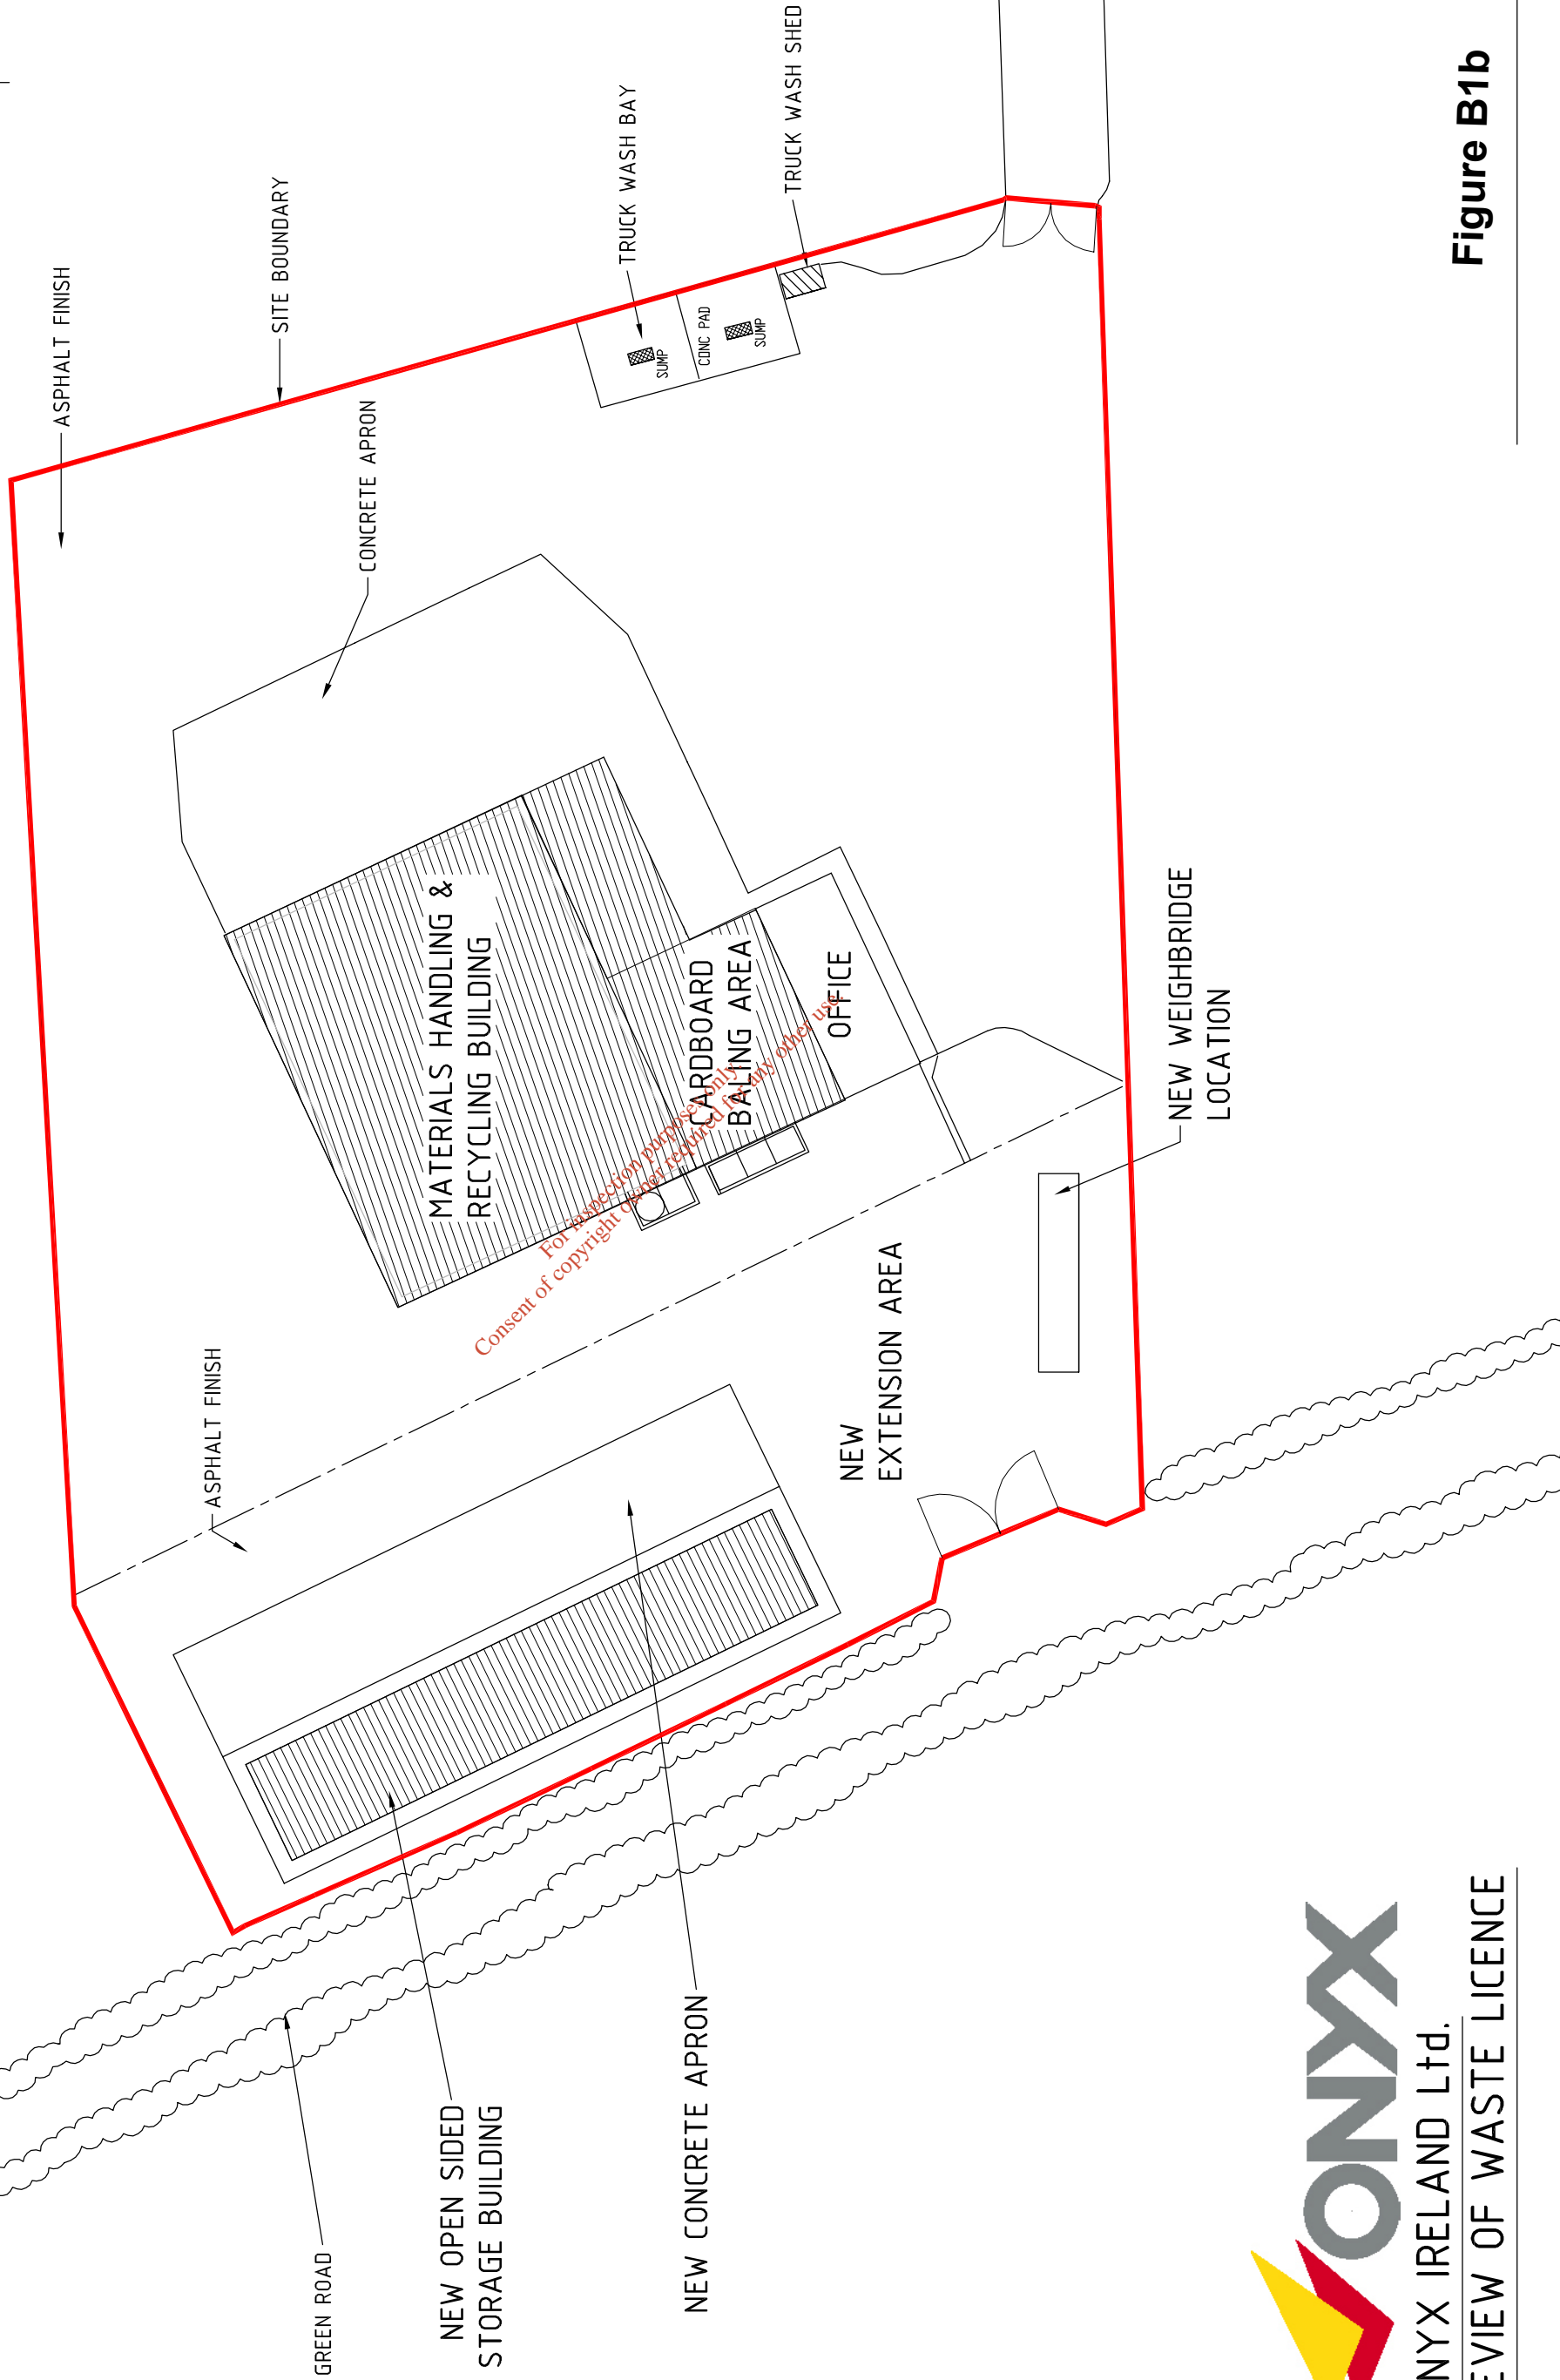 GREEN ROAD
NEW OPEN SIDED
STORAGE BUILDING
NEW CONCRETE APRON
ASPHALT FINISH
NEW
EXTENSION AREA
NEW WEIGHBRIDGE
LOCATION
MATERIALS HANDLING &
RECYCLING BUILDING
CARDBOARD
BALING AREA
OFFICE
CONCRETE APRON
ASPHALT FINISH
SITE BOUNDARY
TRUCK WASH BAY
SUMP
CONC PAD
SUMP
TRUCK WASH SHED
For inspection purposes only.
Consent of copyright owner required for any other use.
ONYX
NYX IRELAND Ltd.
EVIEW OF WASTE LICENCE
Figure B1b